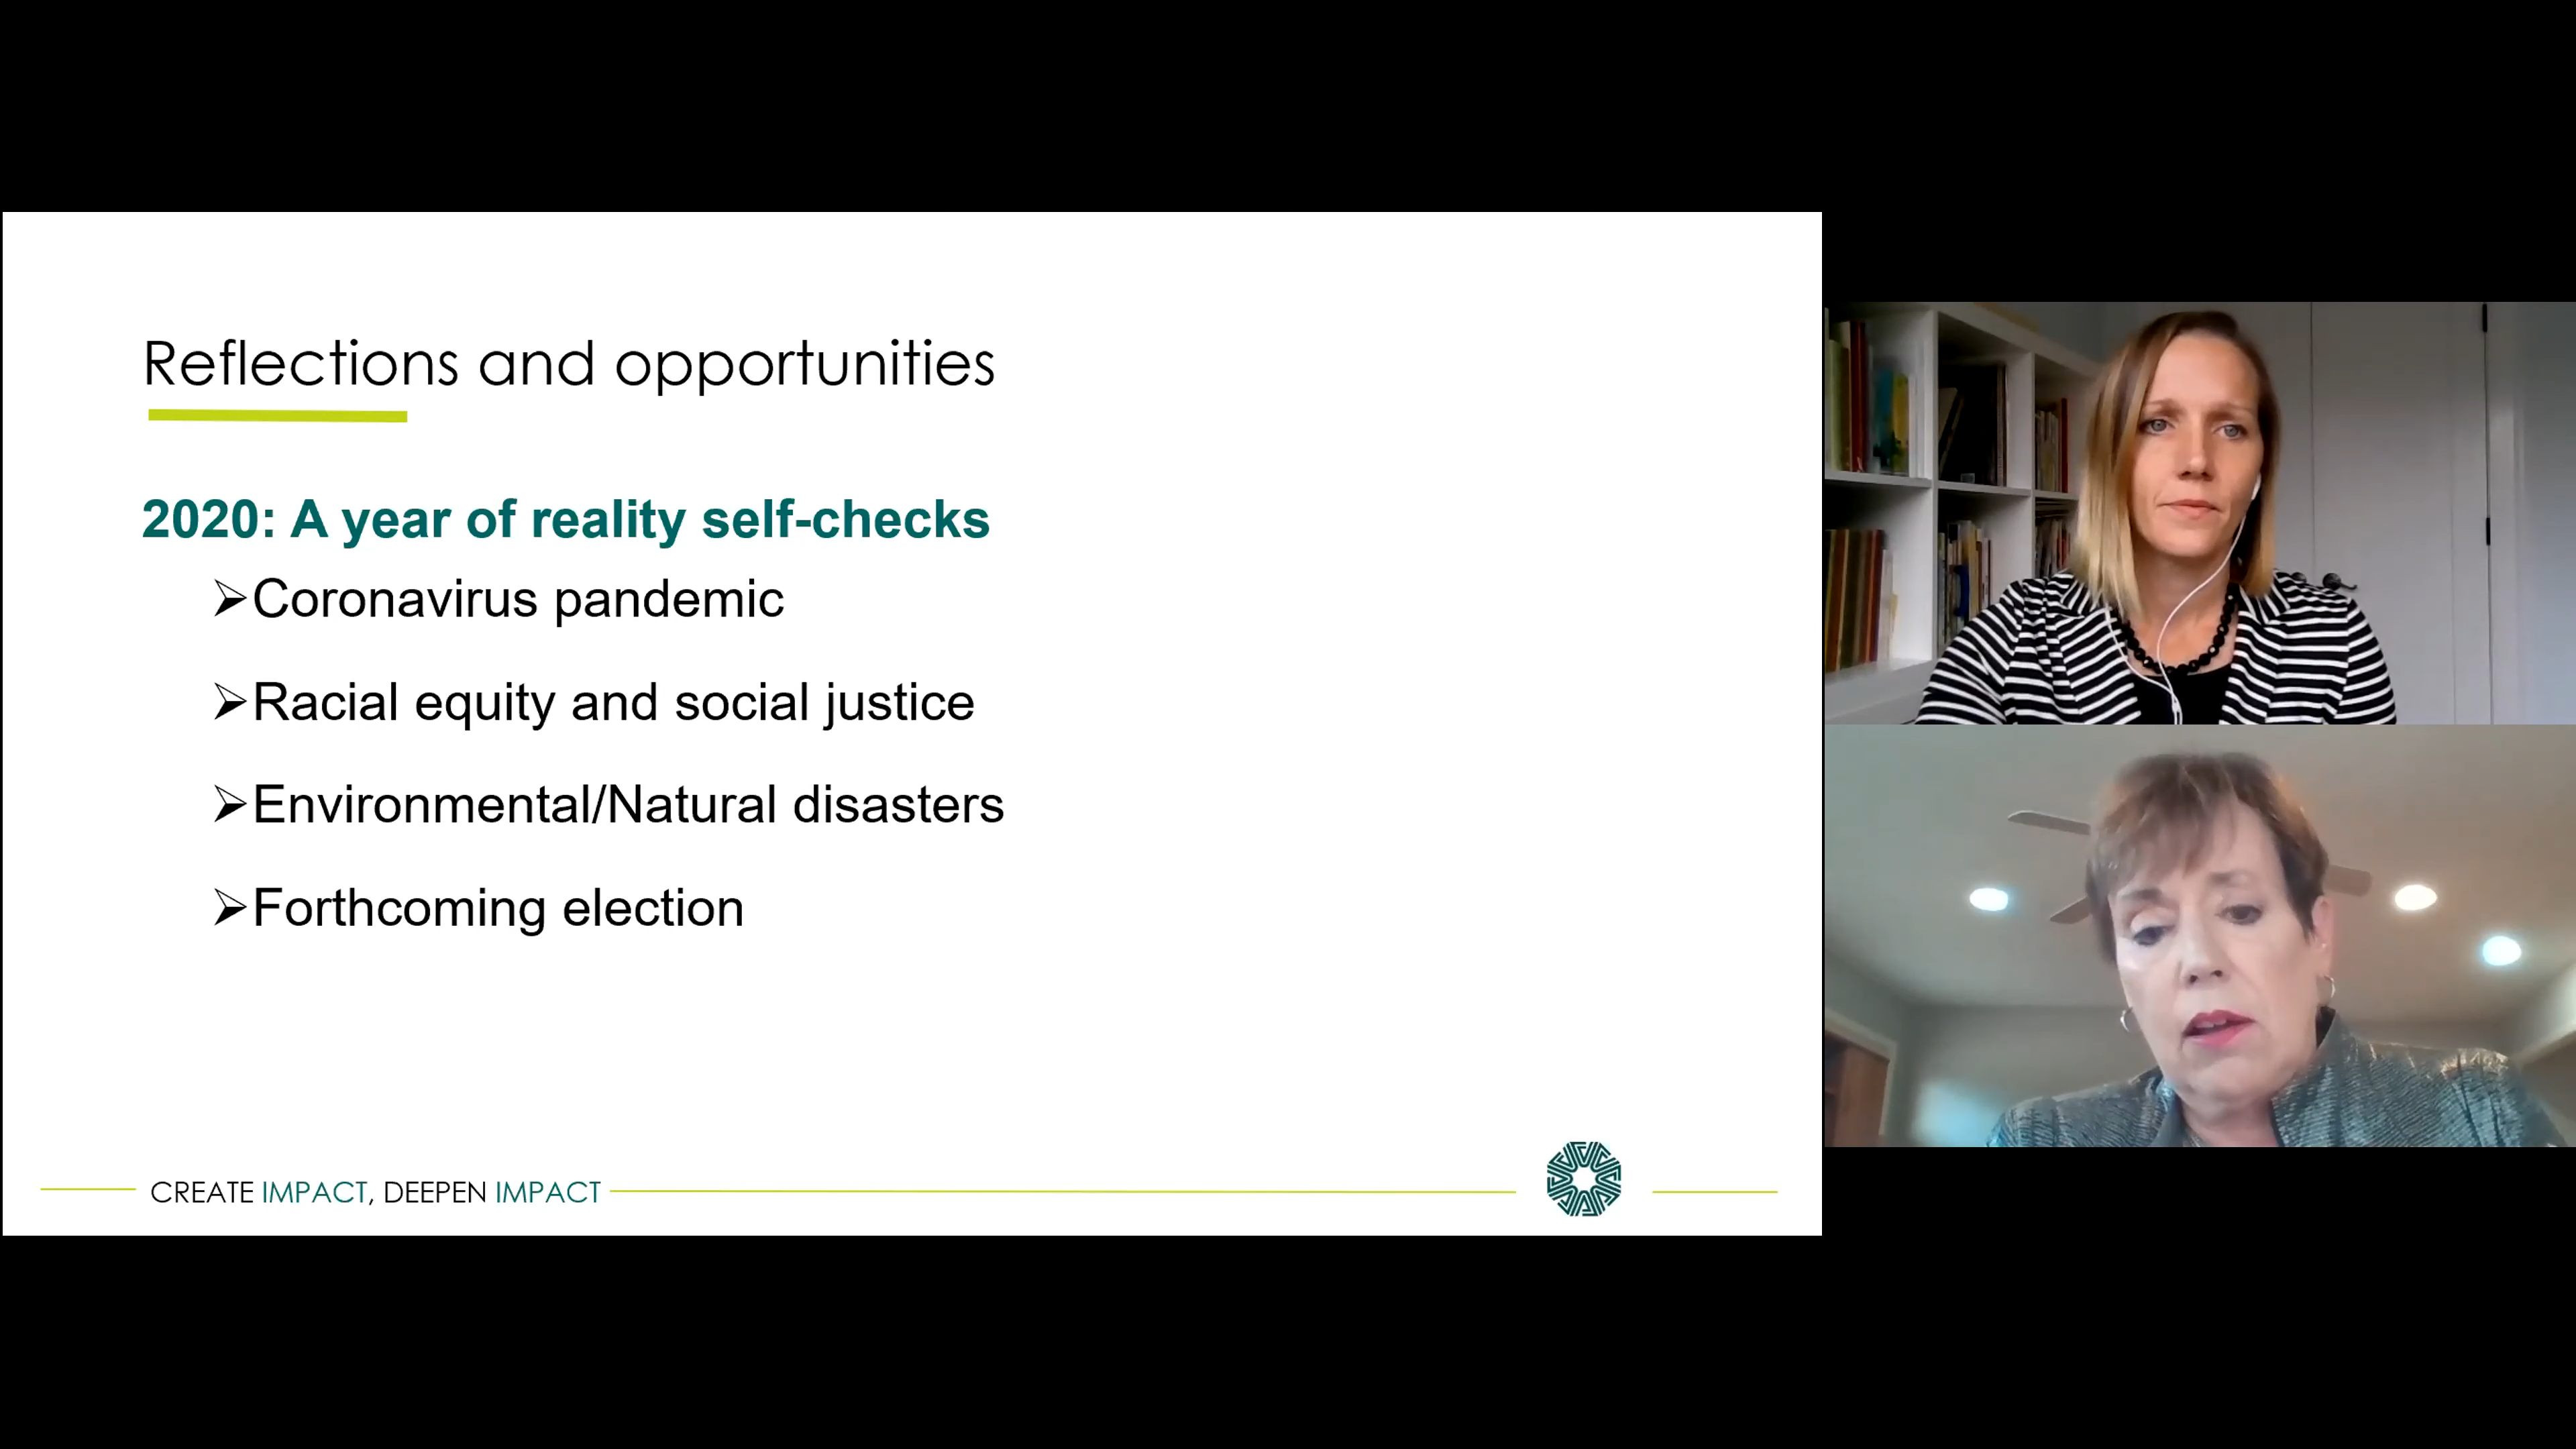 Reflections and opportunities
2020: A year of reality self-checks
➢Coronavirus pandemic
➢Racial equity and social justice
➢Environmental/Natural disasters
➢Forthcoming election
CREATE IMPACT, DEEPEN IMPACT